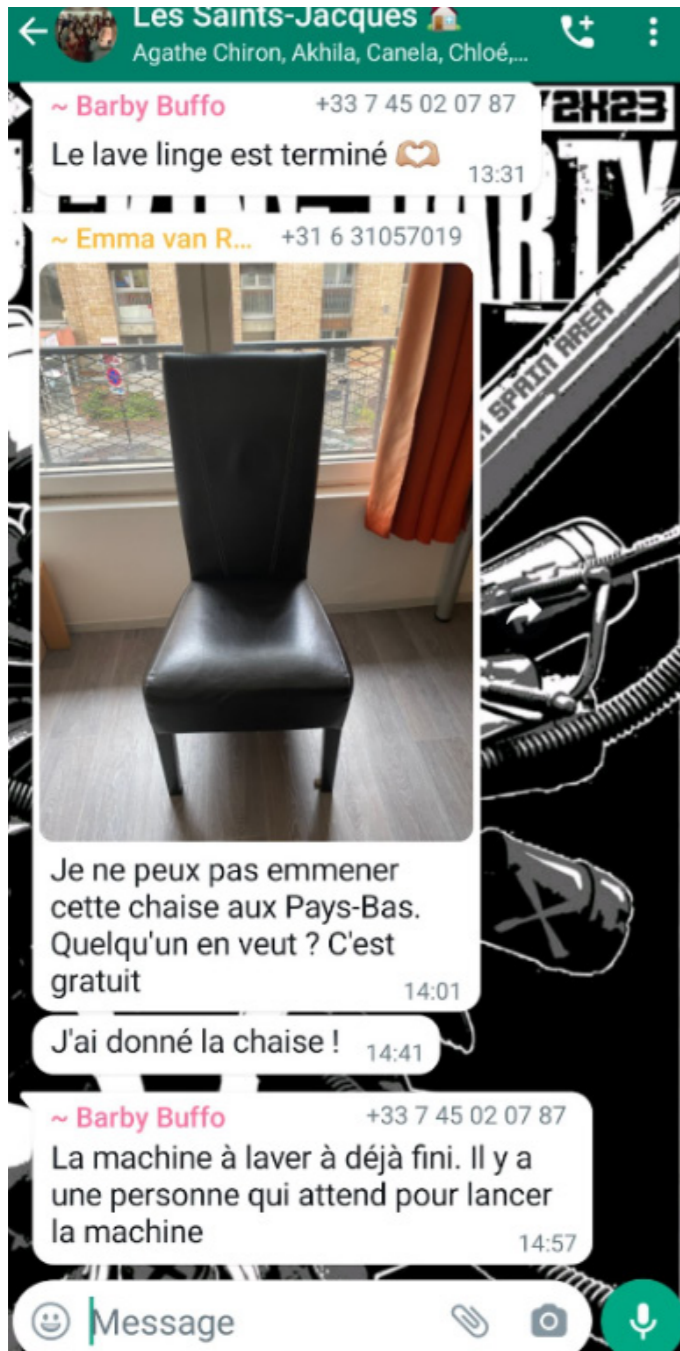 Les Saints-Jacques 🏠
Agathe Chiron, Akhila, Canela, Chloé,...
~ Barby Buffo +33 7 45 02 07 87
Le lave linge est terminé 🫶🏼
13:31
/2K23
PARTY
~ Emma van R... +31 6 31057019
SPAIN AREA
Je ne peux pas emmener
cette chaise aux Pays-Bas.
Quelqu'un en veut ? C'est
gratuit
14:01
J'ai donné la chaise ! 14:41
~ Barby Buffo +33 7 45 02 07 87
La machine à laver à déjà fini. Il y a
une personne qui attend pour lancer
la machine
14:57
Message